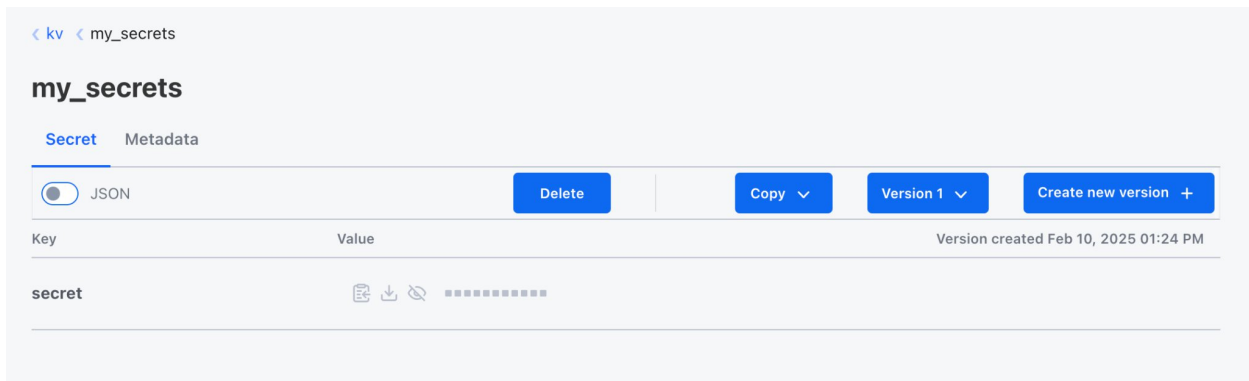 kv my_secrets
my_secrets
Secret Metadata
JSON Delete Copy Version 1 Create new version +
Key Value Version created Feb 10, 2025 01:24 PM
secret